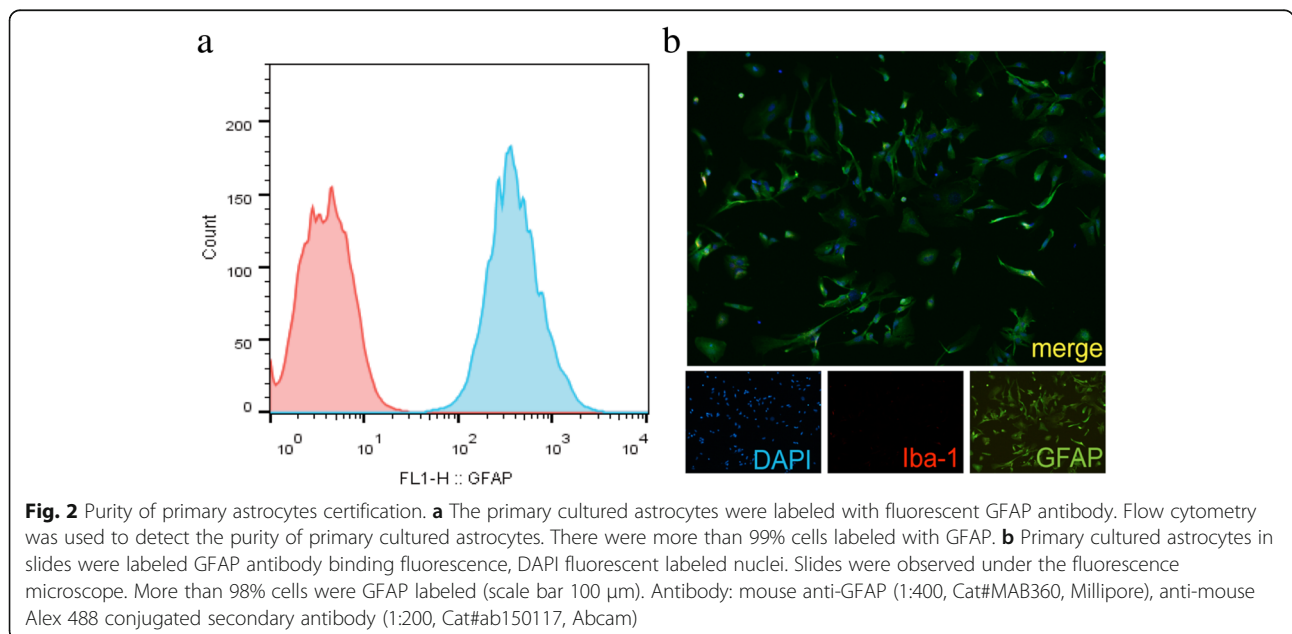 a
b
200
150
100
50
0
Count
10^0 10^1 10^2 10^3 10^4
FL1-H :: GFAP
merge
DAPI
Iba-1
GFAP
Fig. 2 Purity of primary astrocytes certification. a The primary cultured astrocytes were labeled with fluorescent GFAP antibody. Flow cytometry
was used to detect the purity of primary cultured astrocytes. There were more than 99% cells labeled with GFAP. b Primary cultured astrocytes in
slides were labeled GFAP antibody binding fluorescence, DAPI fluorescent labeled nuclei. Slides were observed under the fluorescence
microscope. More than 98% cells were GFAP labeled (scale bar 100 μm). Antibody: mouse anti-GFAP (1:400, Cat#MAB360, Millipore), anti-mouse
Alex 488 conjugated secondary antibody (1:200, Cat#ab150117, Abcam)